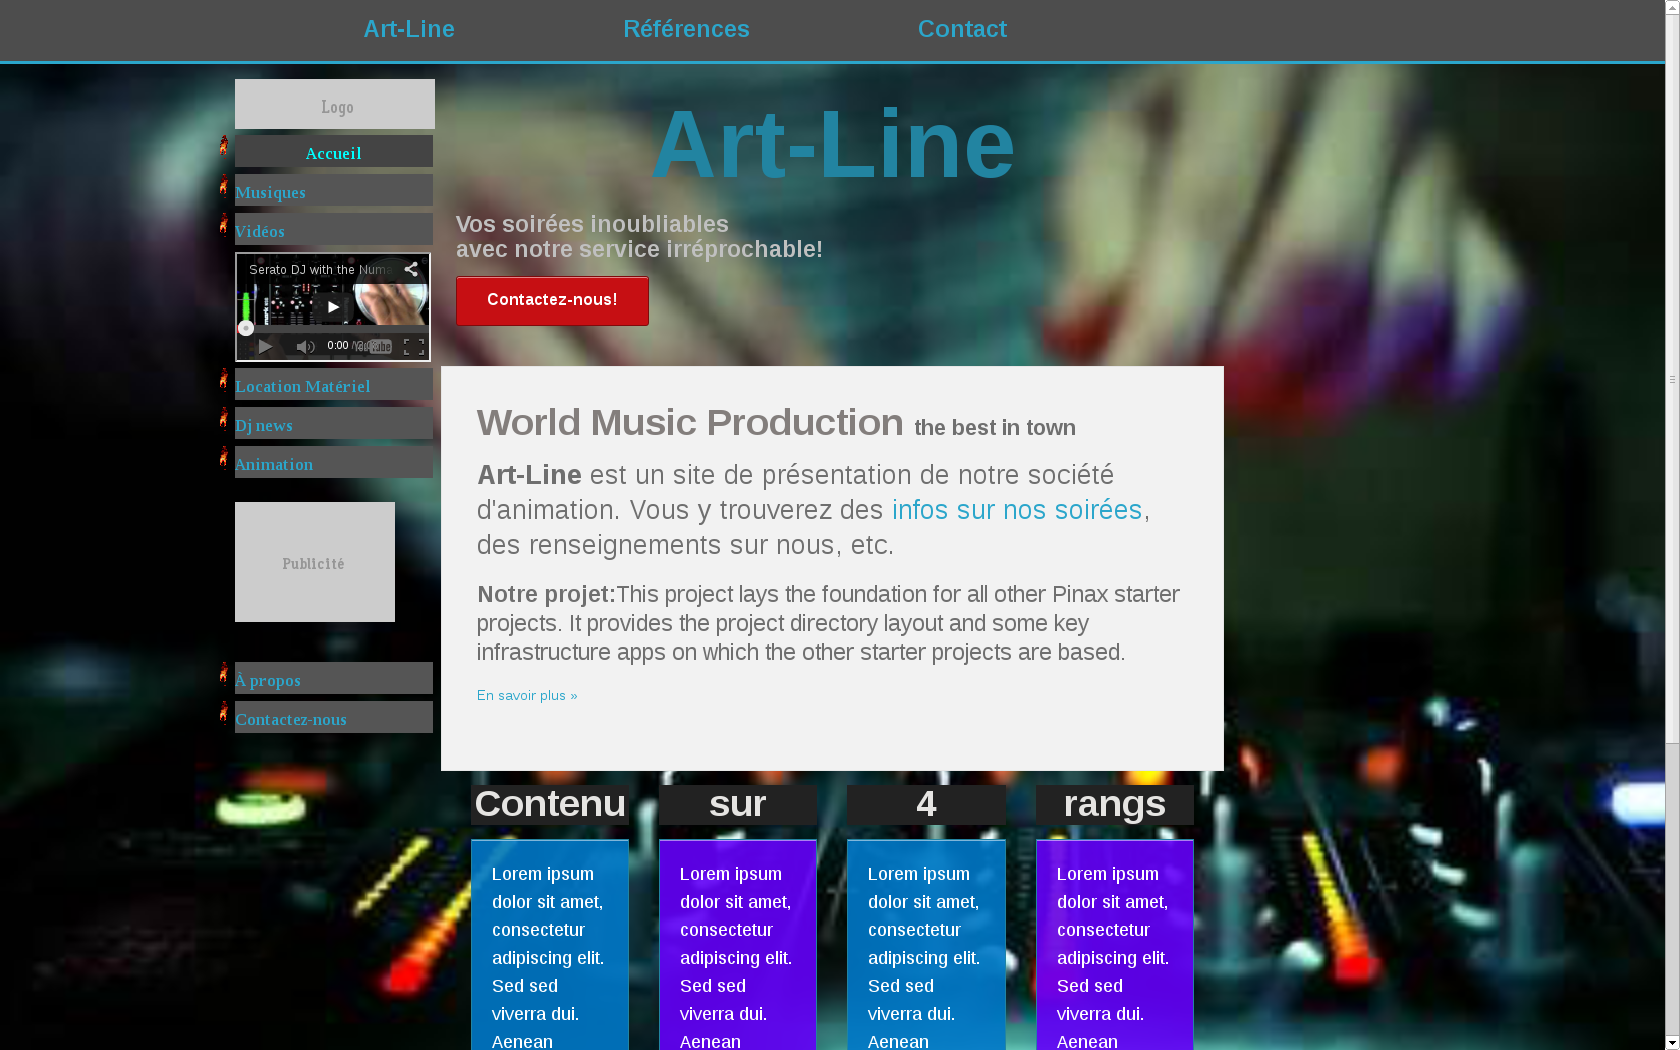 Art-Line Références Contact
Logo
Accueil
Musiques
Vidéos
Serato DJ with the Nume
0:00
YouTube
Location Matériel
Dj news
Animation
Publicité
À propos
Contactez-nous
Art-Line
Vos soirées inoubliables
avec notre service irréprochable!
Contactez-nous!
World Music Production the best in town
Art-Line est un site de présentation de notre société
d'animation. Vous y trouverez des infos sur nos soirées,
des renseignements sur nous, etc.
Notre projet:This project lays the foundation for all other Pinax starter
projects. It provides the project directory layout and some key
infrastructure apps on which the other starter projects are based.
En savoir plus »
Contenu
Lorem ipsum
dolor sit amet,
consectetur
adipiscing elit.
Sed sed
viverra dui.
Aenean
sur
Lorem ipsum
dolor sit amet,
consectetur
adipiscing elit.
Sed sed
viverra dui.
Aenean
4
Lorem ipsum
dolor sit amet,
consectetur
adipiscing elit.
Sed sed
viverra dui.
Aenean
rangs
Lorem ipsum
dolor sit amet,
consectetur
adipiscing elit.
Sed sed
viverra dui.
Aenean